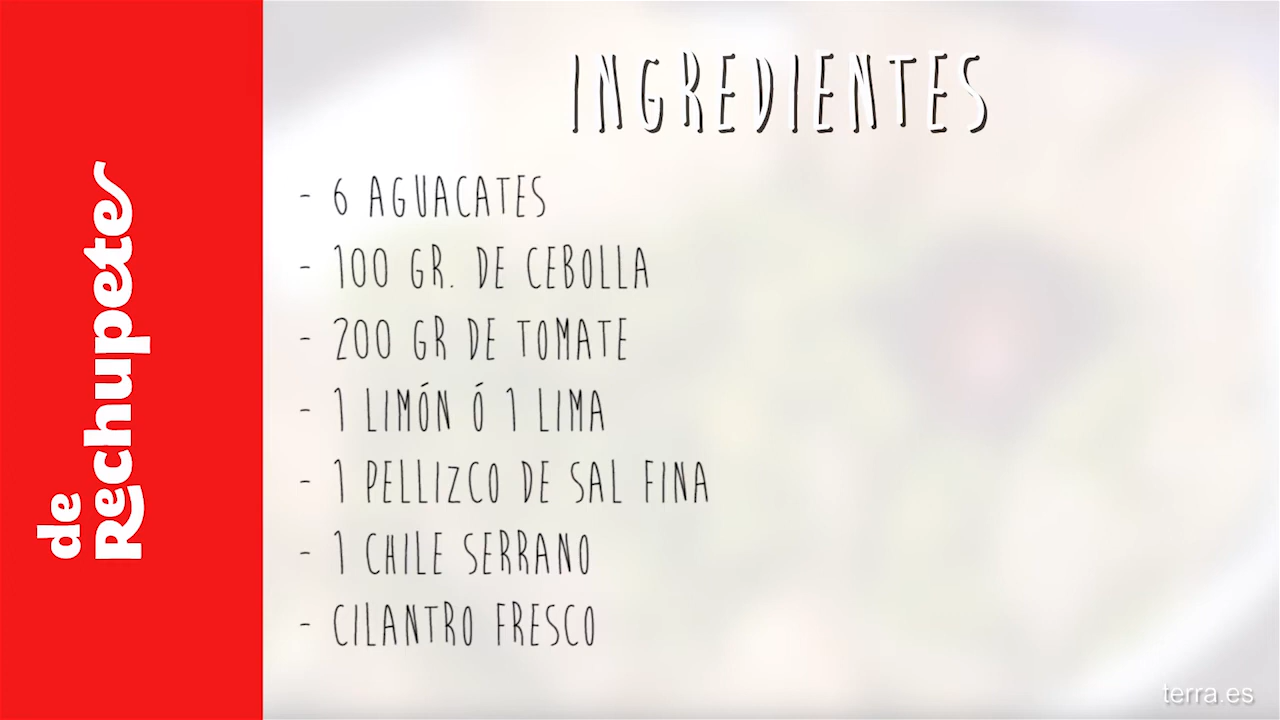 de
Rechupete
INGREDIENTES
- 6 AGUACATES
- 100 GR. DE CEBOLLA
- 200 GR DE TOMATE
- 1 LIMÓN Ó 1 LIMA
- 1 PELLIZCO DE SAL FINA
- 1 CHILE SERRANO
- CILANTRO FRESCO
terra.es